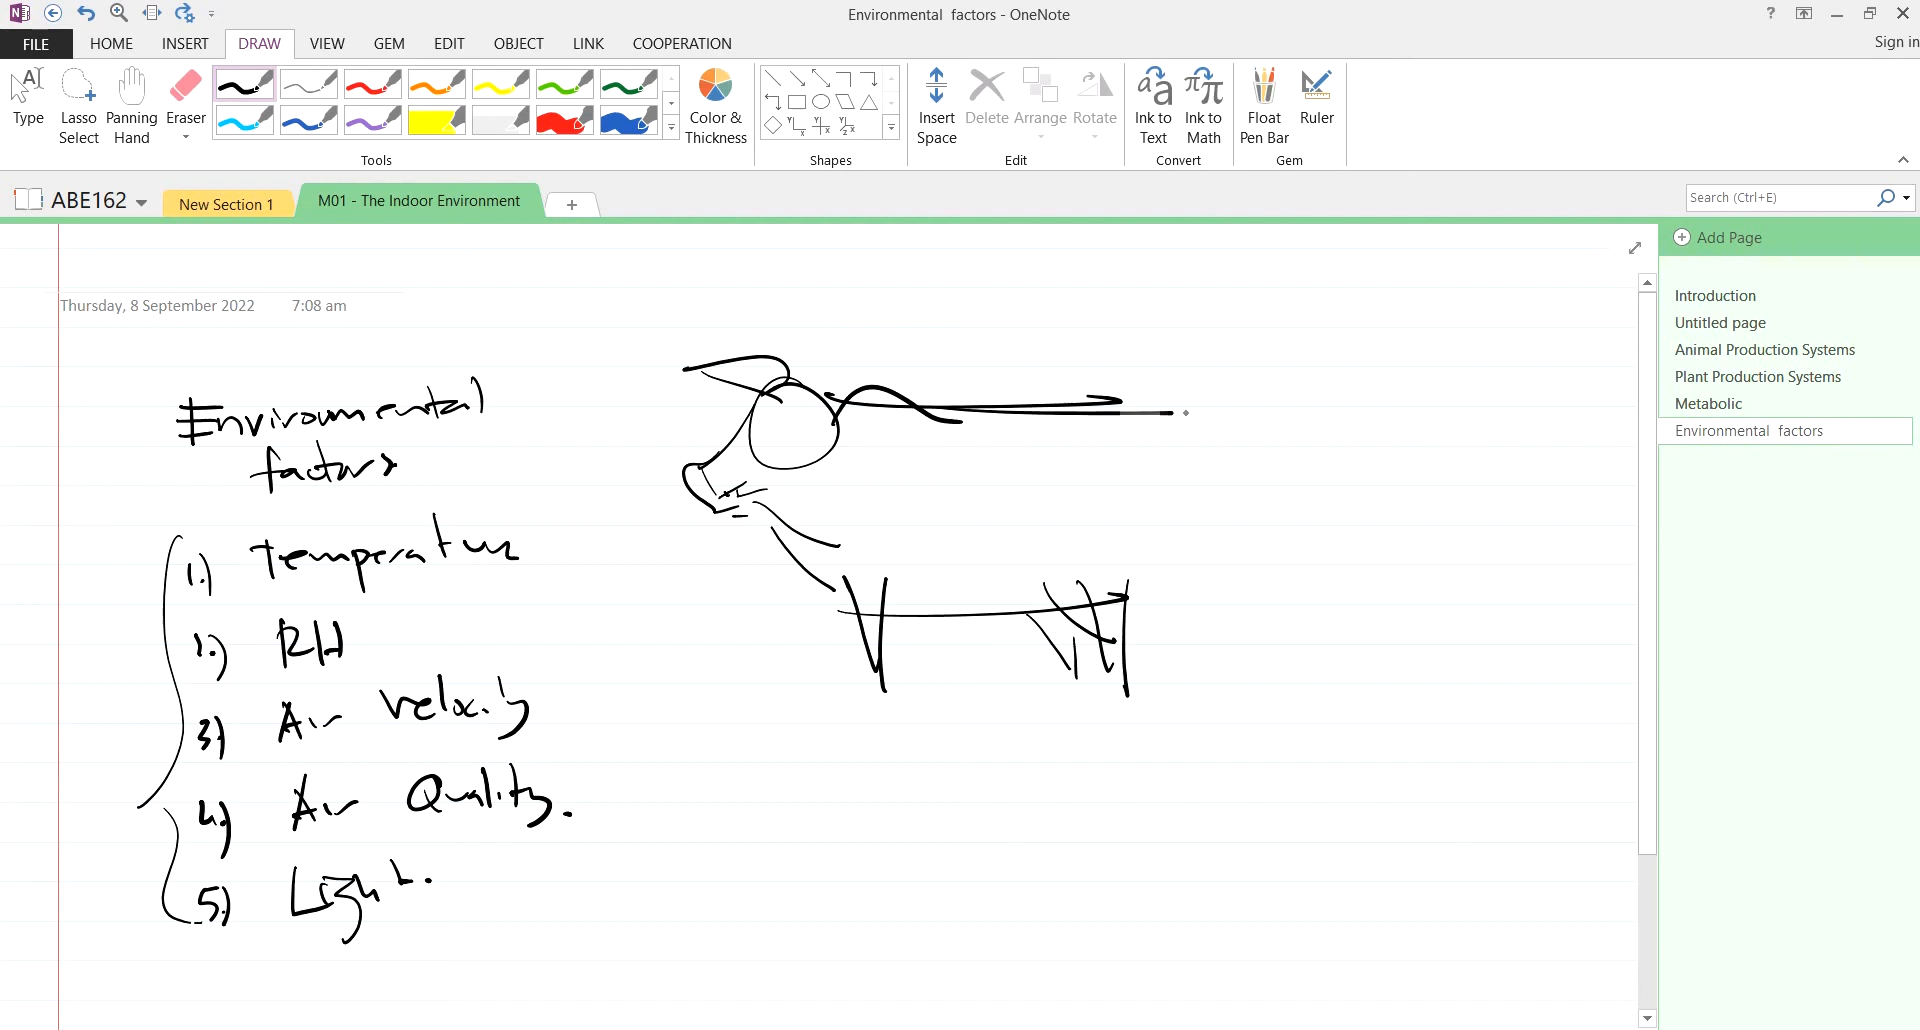 Environmental factors - OneNote
?
Sign in
FILE HOME INSERT DRAW VIEW GEM EDIT OBJECT LINK COOPERATION
Type
Lasso
Select
Panning
Hand
Eraser
Color &
Thickness
Insert
Space
Delete
Arrange
Rotate
Ink to
Text
Ink to
Math
Float
Pen Bar
Ruler
Tools Shapes Edit Convert Gem
ABE162
New Section 1
M01 - The Indoor Environment
Search (Ctrl+E)
Add Page
Introduction
Untitled page
Animal Production Systems
Plant Production Systems
Metabolic
Environmental factors
Thursday, 8 September 2022 7:08 am
Environmental
factors
1.) Temperature
2.) RH
3) Air velocity
4) Air Quality.
5.) Light.